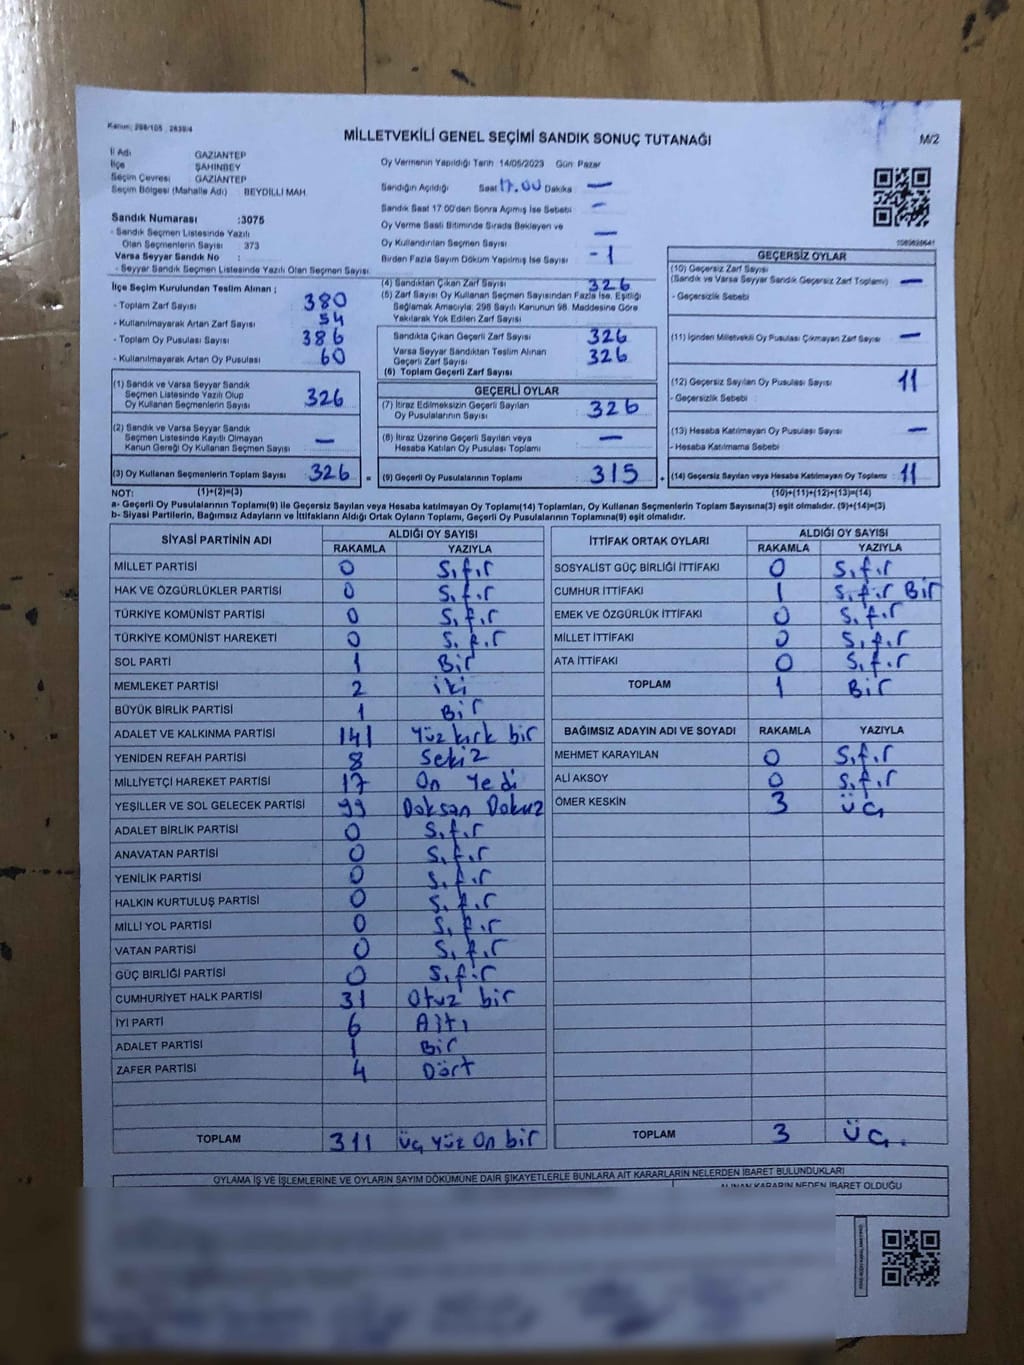 Kanun: 298/105 , 2839/4
MİLLETVEKİLİ GENEL SEÇİMİ SANDIK SONUÇ TUTANAĞI
M/2
İl Adı GAZİANTEP
İlçe ŞAHİNBEY
Seçim Çevresi GAZİANTEP
Seçim Bölgesi (Mahalle Adı) BEYDİLLİ MAH.
Sandık Numarası :3075
- Sandık Seçmen Listesinde Yazılı
Olan Seçmenlerin Sayısı : 373
Varsa Seyyar Sandık No :
- Seyyar Sandık Seçmen Listesinde Yazılı Olan Seçmen Sayısı:
Oy Vermenin Yapıldığı Tarih 14/05/2023 Gün: Pazar
Sandığın Açıldığı Saat 17.00 Dakika —
Sandık Saat 17:00'den Sonra Açılmış İse Sebebi : —
Oy Verme Saati Bitiminde Sırada Bekleyen ve
Oy Kullandırılan Seçmen Sayısı : —
Birden Fazla Sayım Döküm Yapılmış İse Sayısı : -1
İlçe Seçim Kurulundan Teslim Alınan ;
- Toplam Zarf Sayısı : 380
- Kullanılmayarak Artan Zarf Sayısı : 54
- Toplam Oy Pusulası Sayısı : 386
- Kullanılmayarak Artan Oy Pusulası : 60
(4) Sandıktan Çıkan Zarf Sayısı : 326
(5) Zarf Sayısı Oy Kullanan Seçmen Sayısından Fazla İse, Eşitliği
Sağlamak Amacıyla; 298 Sayılı Kanunun 98. Maddesine Göre
Yakılarak Yok Edilen Zarf Sayısı :
Sandıkta Çıkan Geçerli Zarf Sayısı : 326
Varsa Seyyar Sandıktan Teslim Alınan
Geçerli Zarf Sayısı : 326
(6) Toplam Geçerli Zarf Sayısı :
GEÇERSİZ OYLAR
(10) Geçersiz Zarf Sayısı
(Sandık ve Varsa Seyyar Sandık Geçersiz Zarf Toplamı) : —
- Geçersizlik Sebebi :
(11) İçinden Milletvekili Oy Pusulası Çıkmayan Zarf Sayısı : —
(12) Geçersiz Sayılan Oy Pusulası Sayısı : 11
- Geçersizlik Sebebi :
(13) Hesaba Katılmayan Oy Pusulası Sayısı : —
- Hesaba Katılmama Sebebi :
(14) Geçersiz Sayılan veya Hesaba Katılmayan Oy Toplamı : 11
(10)+(11)+(12)+(13)=(14)
(1) Sandık ve Varsa Seyyar Sandık
Seçmen Listesinde Yazılı Olup
Oy Kullanan Seçmenlerin Sayısı : 326
(2) Sandık ve Varsa Seyyar Sandık
Seçmen Listesinde Kayıtlı Olmayan
Kanun Gereği Oy Kullanan Seçmen Sayısı : —
(3) Oy Kullanan Seçmenlerin Toplam Sayısı : 326 =
GEÇERLİ OYLAR
(7) İtiraz Edilmeksizin Geçerli Sayılan
Oy Pusulalarının Sayısı : 326
(8) İtiraz Üzerine Geçerli Sayılan veya
Hesaba Katılan Oy Pusulası Toplamı : —
(9) Geçerli Oy Pusulalarının Toplamı : 315 +
NOT: (1)+(2)=(3)
a- Geçerli Oy Pusulalarının Toplamı(9) ile Geçersiz Sayılan veya Hesaba katılmayan Oy Toplamı(14) Toplamları, Oy Kullanan Seçmenlerin Toplam Sayısına(3) eşit olmalıdır. (9)+(14)=(3)
b- Siyasi Partilerin, Bağımsız Adayların ve İttifakların Aldığı Ortak Oyların Toplamı, Geçerli Oy Pusulalarının Toplamına(9) eşit olmalıdır.
SİYASİ PARTİNİN ADI ALDIĞI OY SAYISI
RAKAMLA YAZIYLA
MİLLET PARTİSİ 0 Sıfır
HAK VE ÖZGÜRLÜKLER PARTİSİ 0 Sıfır
TÜRKİYE KOMÜNİST PARTİSİ 0 Sıfır
TÜRKİYE KOMÜNİST HAREKETİ 0 Sıfır
SOL PARTİ 1 Bir
MEMLEKET PARTİSİ 2 iki
BÜYÜK BİRLİK PARTİSİ 1 Bir
ADALET VE KALKINMA PARTİSİ 141 Yüz kırk bir
YENİDEN REFAH PARTİSİ 8 Sekiz
MİLLİYETÇİ HAREKET PARTİSİ 17 On Yedi
YEŞİLLER VE SOL GELECEK PARTİSİ 99 Doksan Dokuz
ADALET BİRLİK PARTİSİ 0 Sıfır
ANAVATAN PARTİSİ 0 Sıfır
YENİLİK PARTİSİ 0 Sıfır
HALKIN KURTULUŞ PARTİSİ 0 Sıfır
MİLLİ YOL PARTİSİ 0 Sıfır
VATAN PARTİSİ 0 Sıfır
GÜÇ BİRLİĞİ PARTİSİ 0 Sıfır
CUMHURİYET HALK PARTİSİ 31 Otuz bir
İYİ PARTİ 6 Altı
ADALET PARTİSİ 1 Bir
ZAFER PARTİSİ 4 Dört
TOPLAM 311 Üç Yüz On bir
İTTİFAK ORTAK OYLARI ALDIĞI OY SAYISI
RAKAMLA YAZIYLA
SOSYALİST GÜÇ BİRLİĞİ İTTİFAKI 0 Sıfır
CUMHUR İTTİFAKI 1 Sıfır Bir
EMEK VE ÖZGÜRLÜK İTTİFAKI 0 Sıfır
MİLLET İTTİFAKI 0 Sıfır
ATA İTTİFAKI 0 Sıfır
TOPLAM 1 Bir
BAĞIMSIZ ADAYIN ADI VE SOYADI RAKAMLA YAZIYLA
MEHMET KARAYILAN 0 Sıfır
ALİ AKSOY 0 Sıfır
ÖMER KESKİN 3 Üç
TOPLAM 3 Üç.
OYLAMA İŞ VE İŞLEMLERİNE VE OYLARIN SAYIM DÖKÜMÜNE DAİR ŞİKAYETLERLE BUNLARA AİT KARARLARIN NELERDEN İBARET BULUNDUKLARI
ALINAN KARARIN NEDEN İBARET OLDUĞU